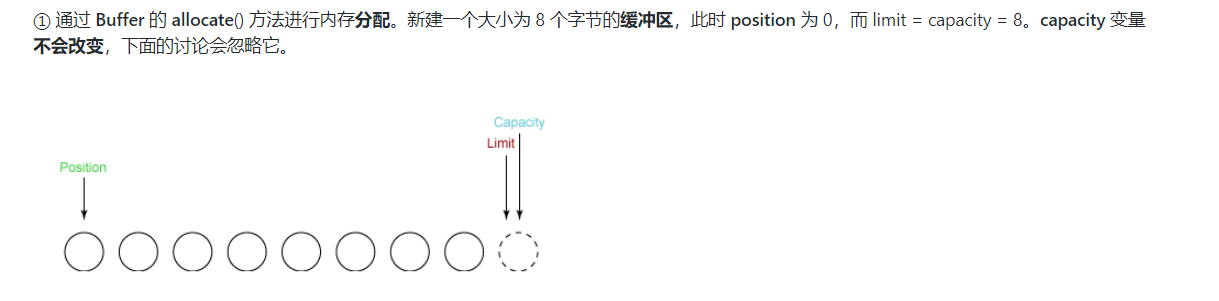 ① 通过 Buffer 的 allocate() 方法进行内存分配。新建一个大小为 8 个字节的缓冲区，此时 position 为 0，而 limit = capacity = 8。capacity 变量
不会改变，下面的讨论会忽略它。
Capacity
Limit
Position